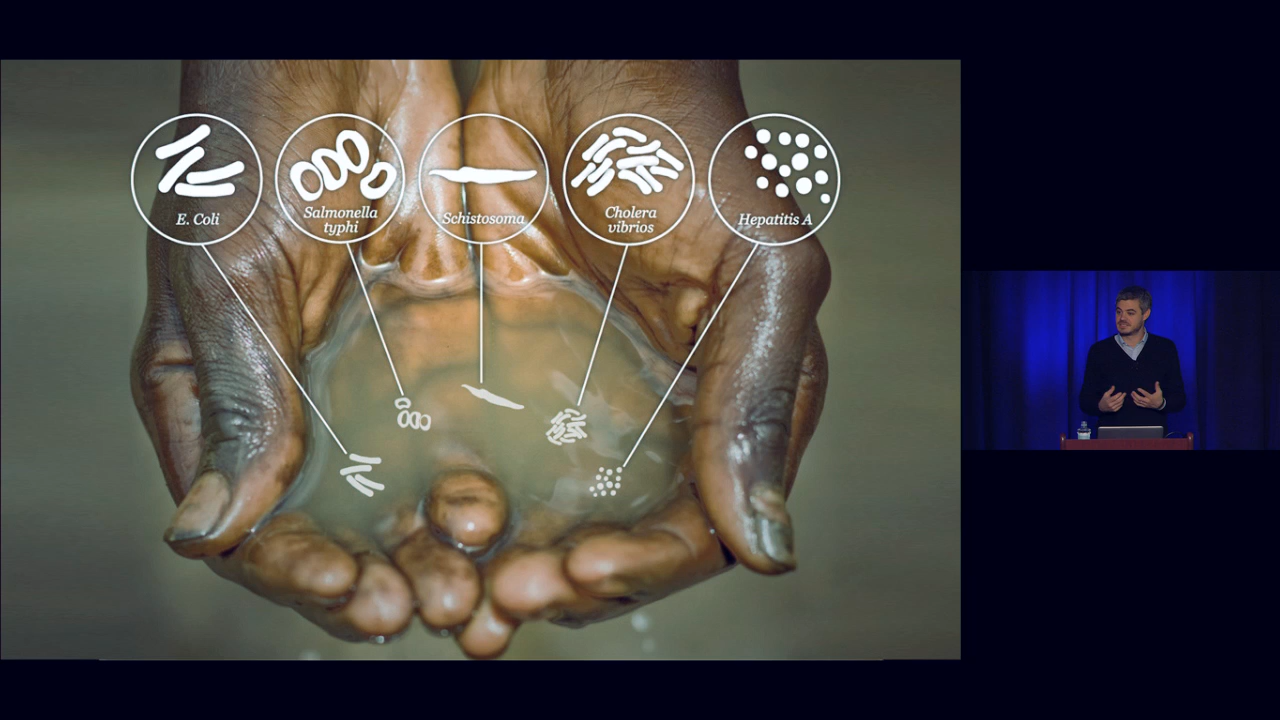 E. Coli
Salmonella
typhi
Schistosoma
Cholera
vibrios
Hepatitis A